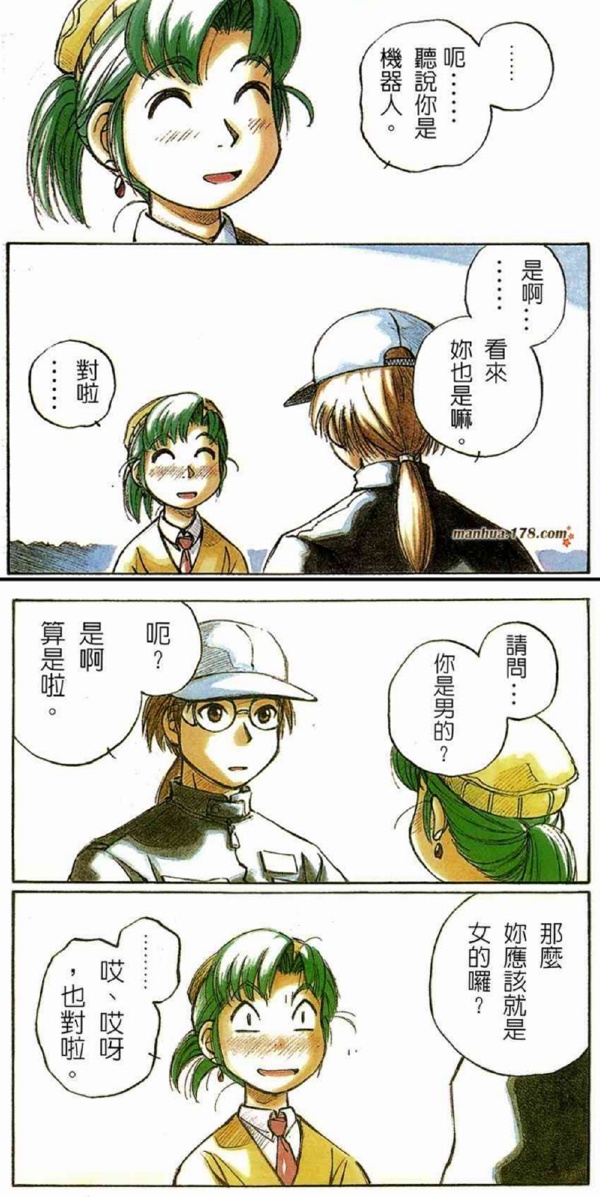 ……
呃……
聽說你是
機器人。
是啊…
……
看來
妳也是嘛。
對啦
……
manhua.178.com
請問…
……
你是男的？
呃？
是啊
算是啦。
那麼
妳應該就是
女的囉？
………
哎、哎呀
，也對啦。